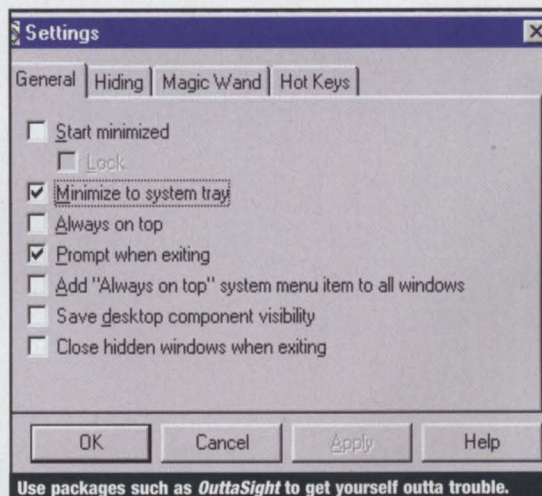 Settings
General Hiding Magic Wand Hot Keys
Start minimized
Lock
Minimize to system tray
Always on top
Prompt when exiting
Add "Always on top" system menu item to all windows
Save desktop component visibility
Close hidden windows when exiting
OK Cancel Apply Help
Use packages such as OuttaSight to get yourself outta trouble.